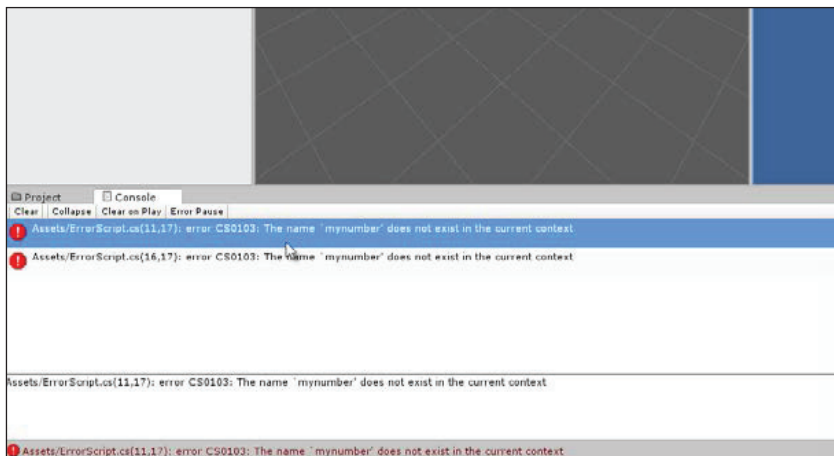 Project Console
Clear Collapse Clear on Play Error Pause
Assets/ErrorScript.cs(11,17): error CS0103: The name `mynumber' does not exist in the current context
Assets/ErrorScript.cs(16,17): error CS0103: The name `mynumber' does not exist in the current context
Assets/ErrorScript.cs(11,17): error CS0103: The name `mynumber' does not exist in the current context
Assets/ErrorScript.cs(11,17): error CS0103: The name `mynumber' does not exist in the current context